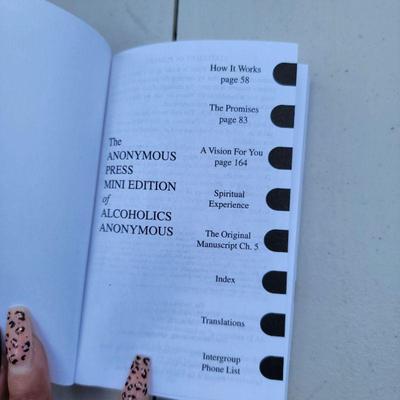 The
ANONYMOUS
PRESS
MINI EDITION
of
ALCOHOLICS
ANONYMOUS
How It Works
page 58
The Promises
page 83
A Vision For You
page 164
Spiritual
Experience
The Original
Manuscript Ch. 5
Index
Translations
Intergroup
Phone List